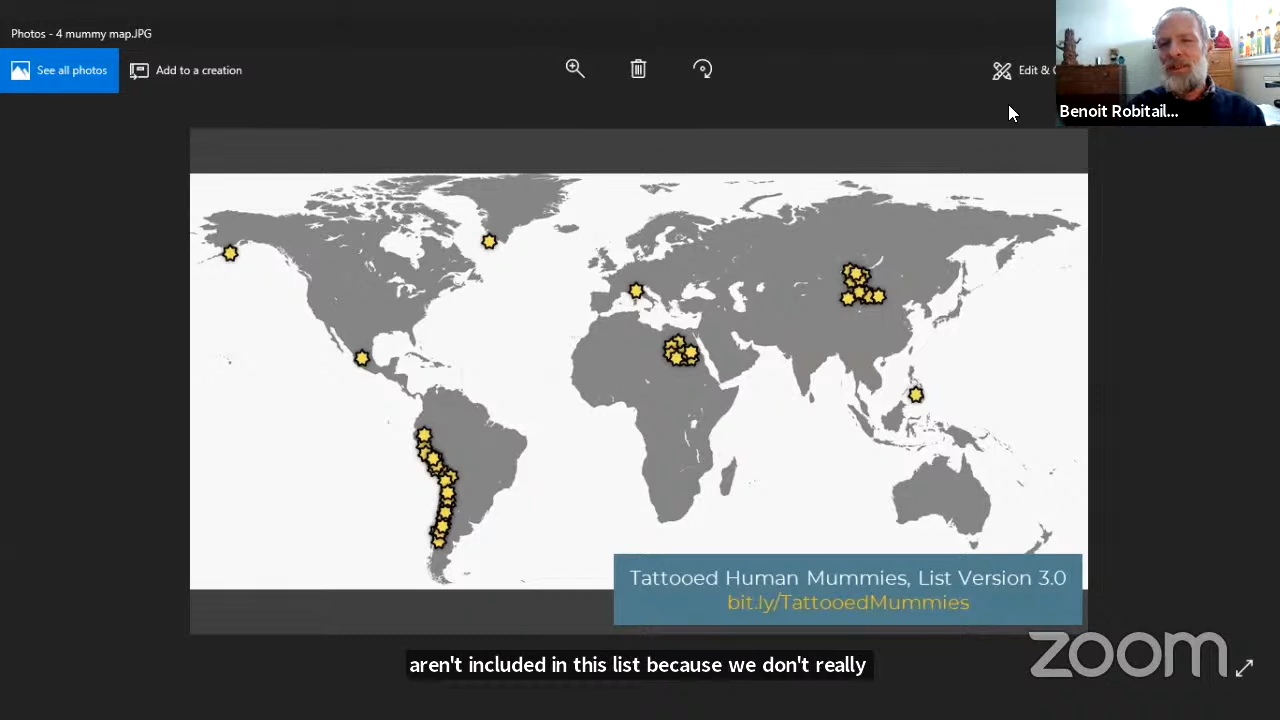 Photos - 4 mummy map.JPG
See all photos
Add to a creation
Edit & C
Benoit Robitail...
Tattooed Human Mummies, List Version 3.0
bit.ly/TattooedMummies
aren't included in this list because we don't really
zoom